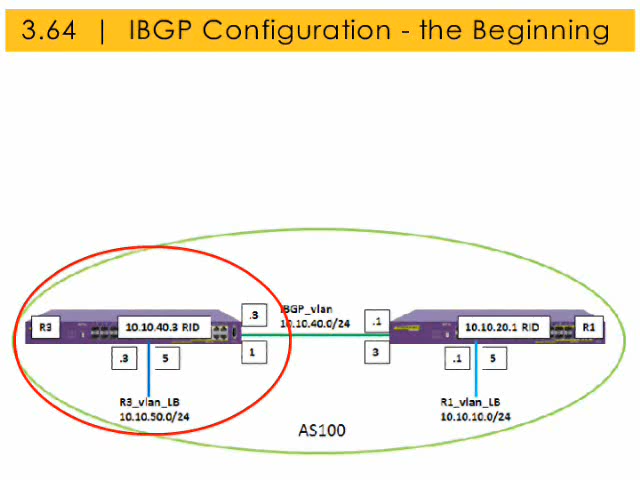 3.64 | IBGP Configuration - the Beginning
.3
IBGP_vlan
10.10.40.0/24
.1
R3
10.10.40.3 RID
10.10.20.1 RID
R1
.3
5
1
3
.1
5
R3_vlan_LB
10.10.50.0/24
R1_vlan_LB
10.10.10.0/24
AS100